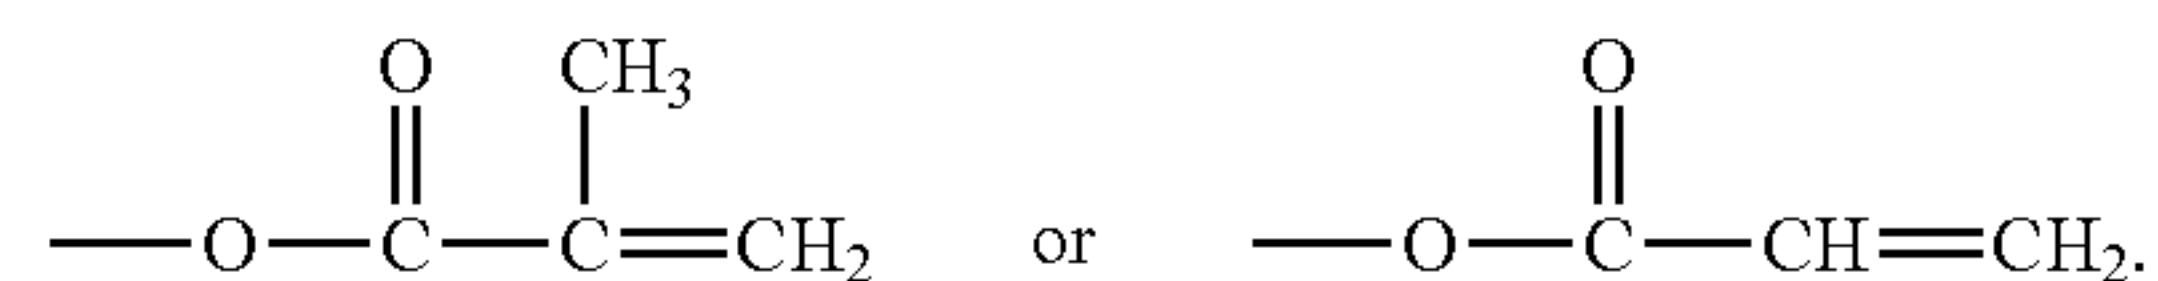 O CH3 O
O C C CH2 or O C CH CH2.